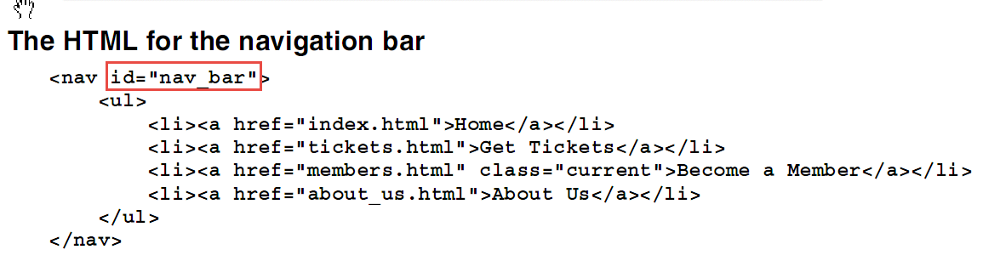 The HTML for the navigation bar
<nav id="nav_bar">
<ul>
<li><a href="index.html">Home</a></li>
<li><a href="tickets.html">Get Tickets</a></li>
<li><a href="members.html" class="current">Become a Member</a></li>
<li><a href="about_us.html">About Us</a></li>
</ul>
</nav>